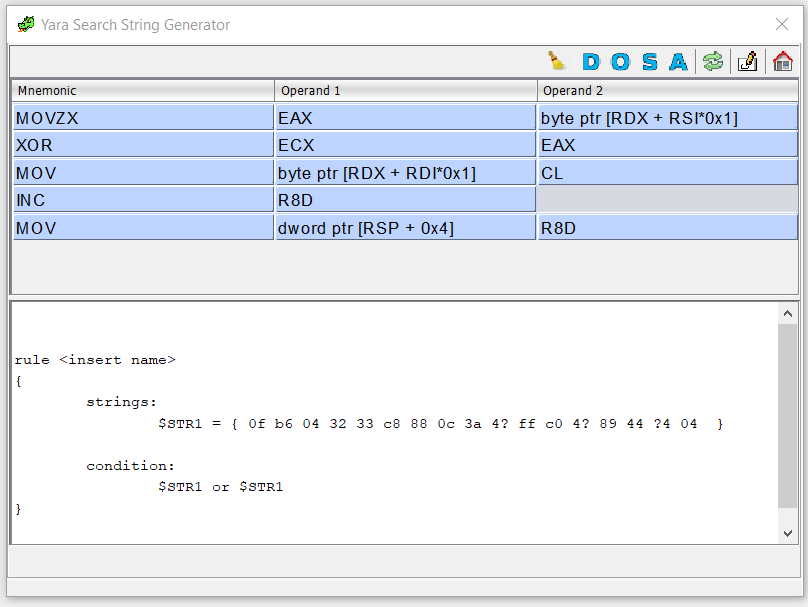 Yara Search String Generator
D O S A
Mnemonic Operand 1 Operand 2
MOVZX EAX byte ptr [RDX + RSI*0x1]
XOR ECX EAX
MOV byte ptr [RDX + RDI*0x1] CL
INC R8D
MOV dword ptr [RSP + 0x4] R8D
rule <insert name>
{
strings:
$STR1 = { 0f b6 04 32 33 c8 88 0c 3a 4? ff c0 4? 89 44 ?4 04 }
condition:
$STR1 or $STR1
}